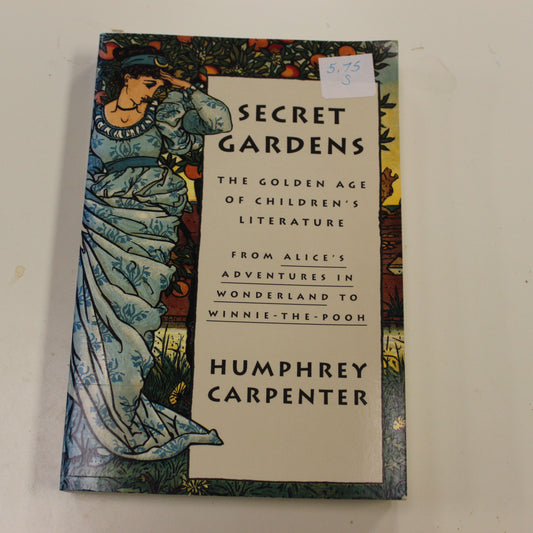 5.75
S
SECRET
GARDENS
THE GOLDEN AGE
OF CHILDREN'S
LITERATURE
FROM ALICE'S
ADVENTURES IN
WONDERLAND TO
WINNIE-THE-POOH
HUMPHREY
CARPENTER